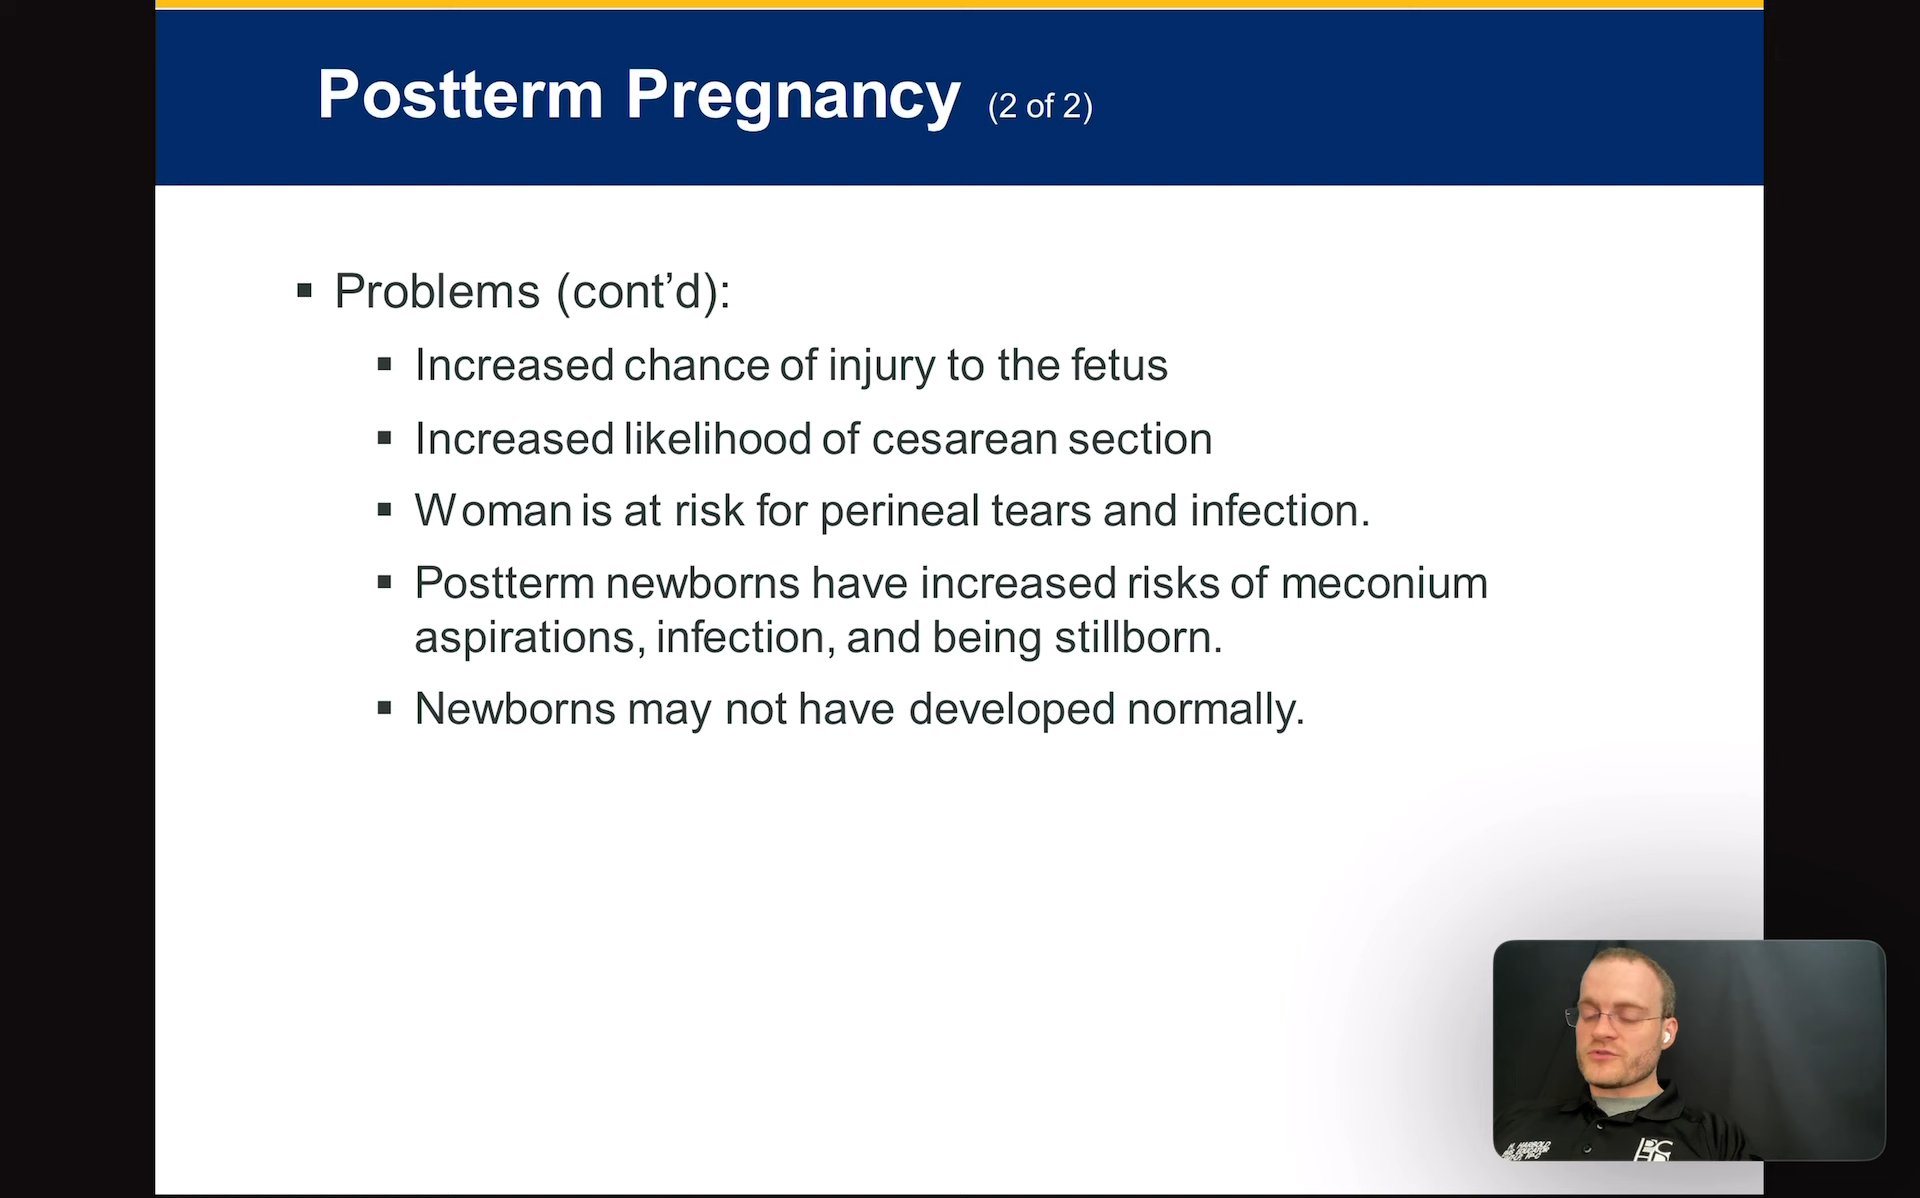 Postterm Pregnancy (2 of 2)
▪ Problems (cont’d):
▪ Increased chance of injury to the fetus
▪ Increased likelihood of cesarean section
▪ Woman is at risk for perineal tears and infection.
▪ Postterm newborns have increased risks of meconium
aspirations, infection, and being stillborn.
▪ Newborns may not have developed normally.